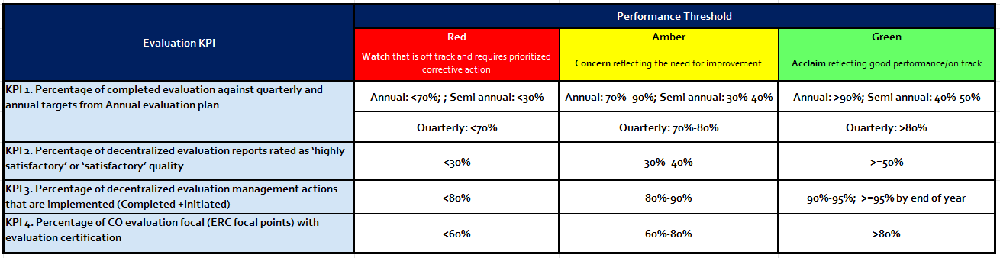 Evaluation KPI
Performance Threshold
Red
Amber
Green
Watch that is off track and requires prioritized
corrective action
Concern reflecting the need for improvement
Acclaim reflecting good performance/on track
KPI 1. Percentage of completed evaluation against quarterly and
annual targets from Annual evaluation plan
Annual: <70%; ; Semi annual: <30%
Annual: 70%- 90%; Semi annual: 30%-40%
Annual: >90%; Semi annual: 40%-50%
Quarterly: <70%
Quarterly: 70%-80%
Quarterly: >80%
KPI 2. Percentage of decentralized evaluation reports rated as ‘highly
satisfactory’ or ‘satisfactory’ quality
<30%
30% -40%
>=50%
KPI 3. Percentage of decentralized evaluation management actions
that are implemented (Completed +Initiated)
<80%
80%-90%
90%-95%; >=95% by end of year
KPI 4. Percentage of CO evaluation focal (ERC focal points) with
evaluation certification
<60%
60%-80%
>80%